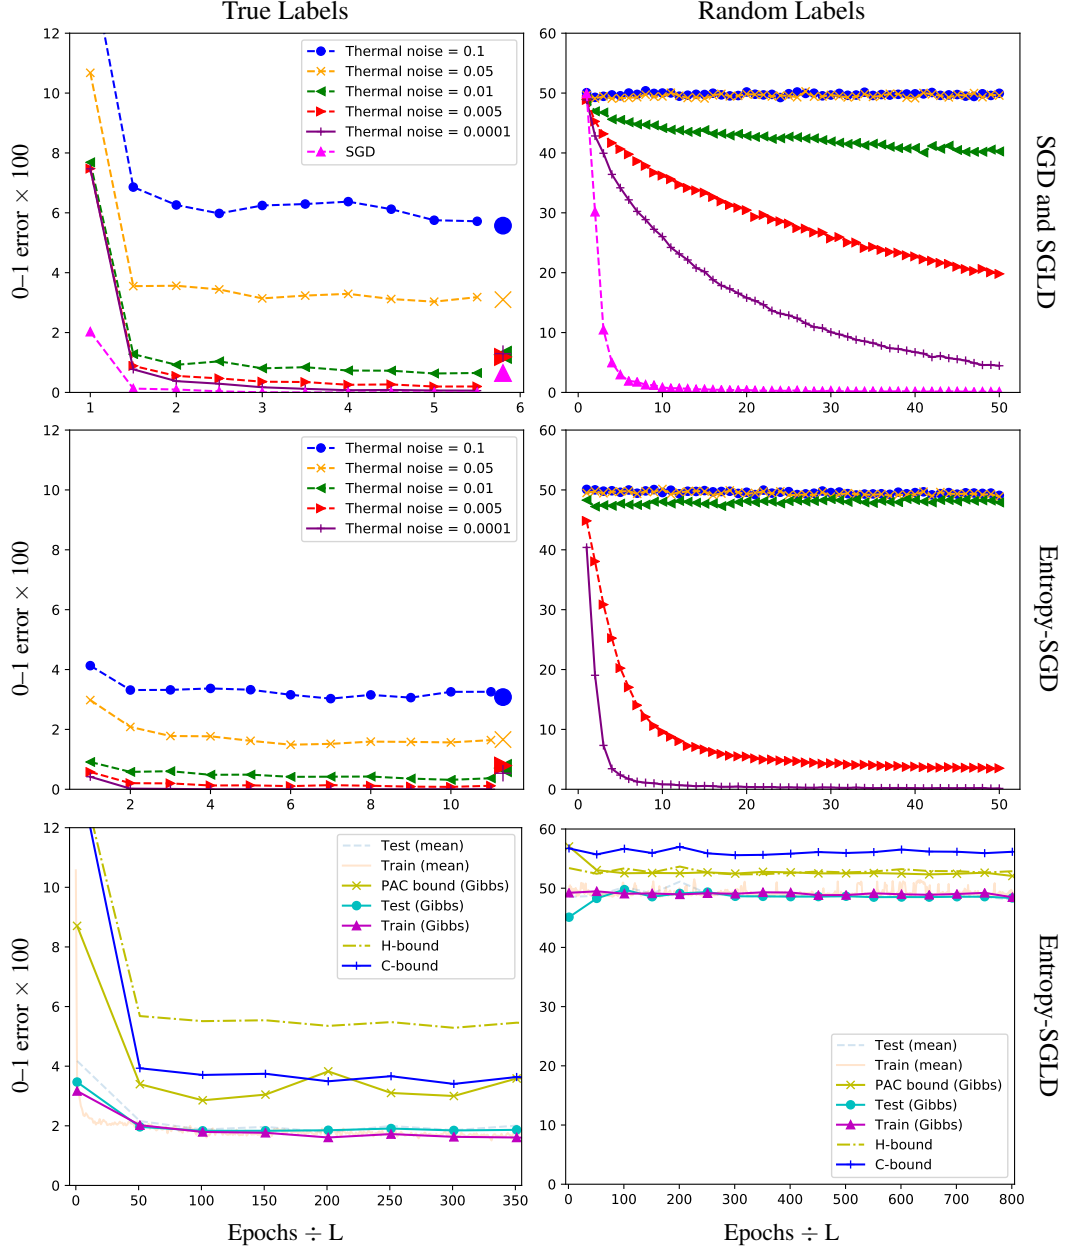 True Labels
Random Labels
12
10
8
6
4
2
0
0–1 error × 100
Thermal noise = 0.1
Thermal noise = 0.05
Thermal noise = 0.01
Thermal noise = 0.005
Thermal noise = 0.0001
SGD
1 2 3 4 5 6
60
50
40
30
20
10
0
0 10 20 30 40 50
SGD and SGLD
12
10
8
6
4
2
0
0–1 error × 100
Thermal noise = 0.1
Thermal noise = 0.05
Thermal noise = 0.01
Thermal noise = 0.005
Thermal noise = 0.0001
2 4 6 8 10
60
50
40
30
20
10
0
0 10 20 30 40 50
Entropy-SGD
12
10
8
6
4
2
0
0–1 error × 100
Test (mean)
Train (mean)
PAC bound (Gibbs)
Test (Gibbs)
Train (Gibbs)
H-bound
C-bound
0 50 100 150 200 250 300 350
Epochs ÷ L
60
50
40
30
20
10
0
Test (mean)
Train (mean)
PAC bound (Gibbs)
Test (Gibbs)
Train (Gibbs)
H-bound
C-bound
0 100 200 300 400 500 600 700 800
Epochs ÷ L
Entropy-SGLD